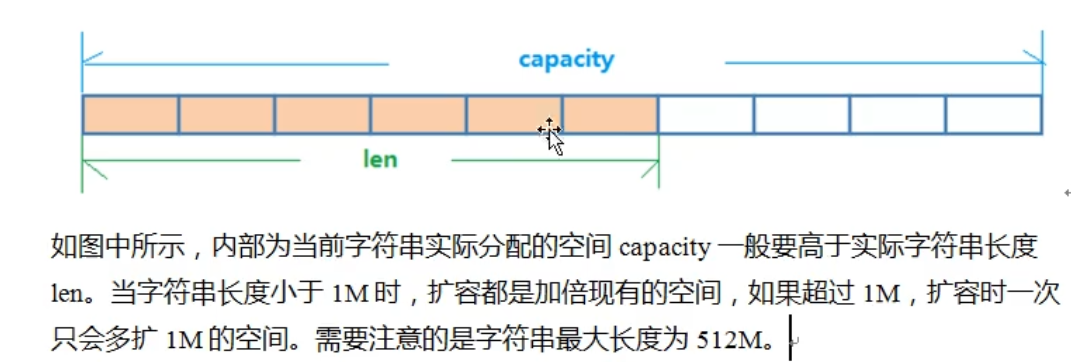 capacity
len
如图中所示，内部为当前字符串实际分配的空间 capacity 一般要高于实际字符串长度
len。当字符串长度小于 1M 时，扩容都是加倍现有的空间，如果超过 1M，扩容时一次
只会多扩 1M 的空间。需要注意的是字符串最大长度为 512M。